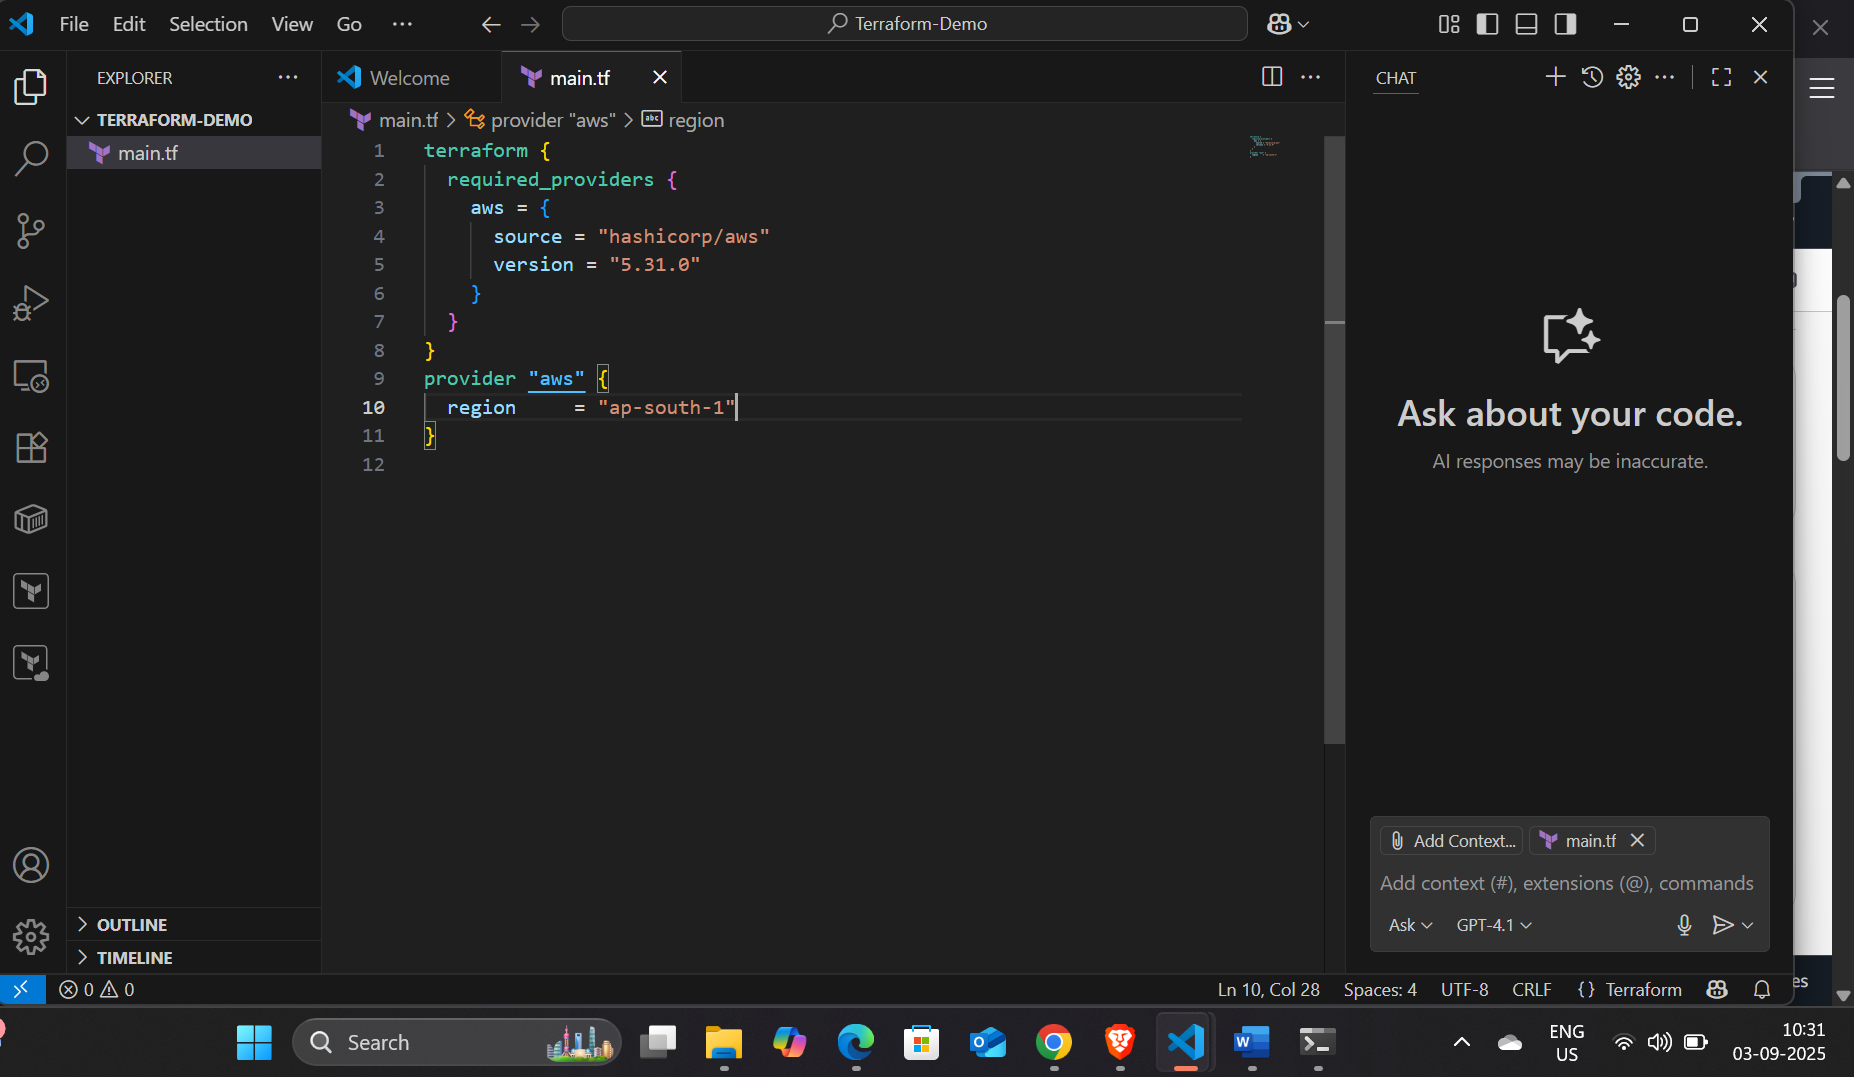 File Edit Selection View Go ··· Terraform-Demo
EXPLORER ···
TERRAFORM-DEMO
main.tf
OUTLINE
TIMELINE
Welcome main.tf
main.tf > provider "aws" > abc region
1 terraform {
2 required_providers {
3 aws = {
4 source = "hashicorp/aws"
5 version = "5.31.0"
6 }
7 }
8 }
9 provider "aws" {
10 region     = "ap-south-1"
11 }
12
CHAT
Ask about your code.
AI responses may be inaccurate.
Add Context... main.tf
Add context (#), extensions (@), commands
Ask GPT-4.1
0 0 Ln 10, Col 28 Spaces: 4 UTF-8 CRLF {} Terraform
es
Search
ENG
US
10:31
03-09-2025